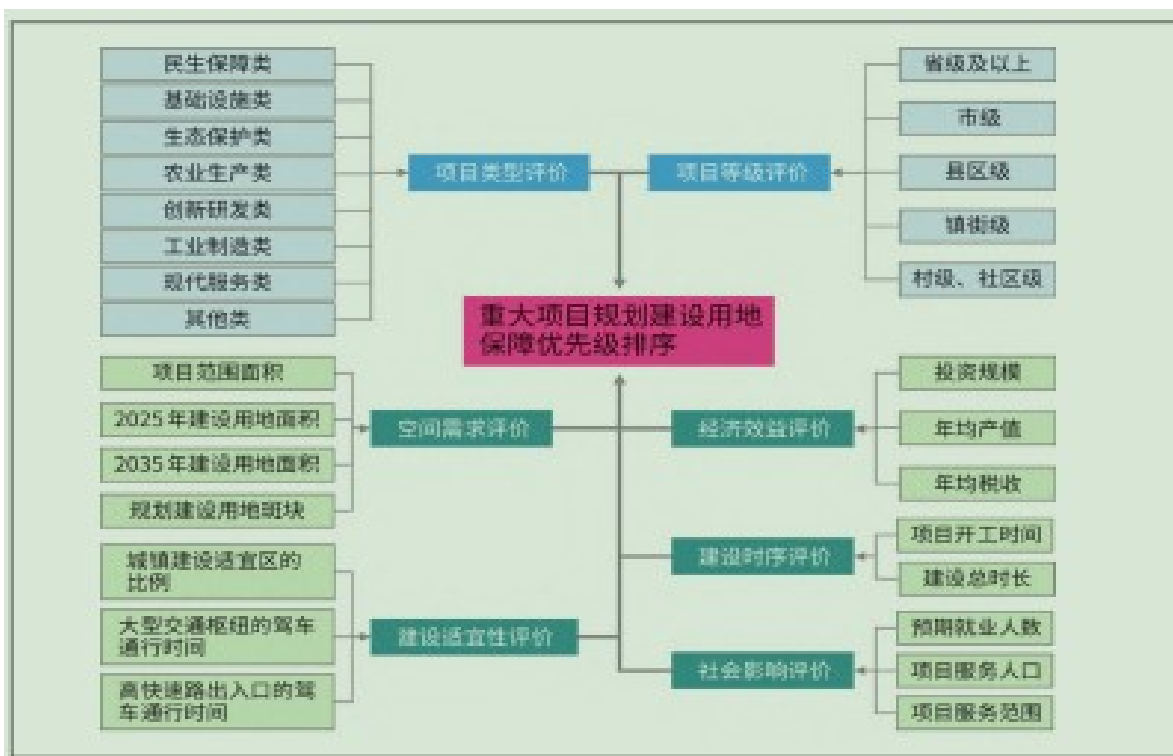 民生保障类
基础设施类
生态保护类
农业生产类
创新研发类
工业制造类
现代服务类
其他类
项目类型评价
项目等级评价
省级及以上
市级
县区级
镇街级
村级、社区级
重大项目规划建设用地
保障优先级排序
项目范围面积
2025年建设用地面积
2035年建设用地面积
规划建设用地斑块
空间需求评价
城镇建设适宜区的
比例
大型交通枢纽的驾车
通行时间
高快速路出入口的驾
车通行时间
建设适宜性评价
经济效益评价
投资规模
年均产值
年均税收
建设时序评价
项目开工时间
建设总时长
社会影响评价
预期就业人数
项目服务人口
项目服务范围